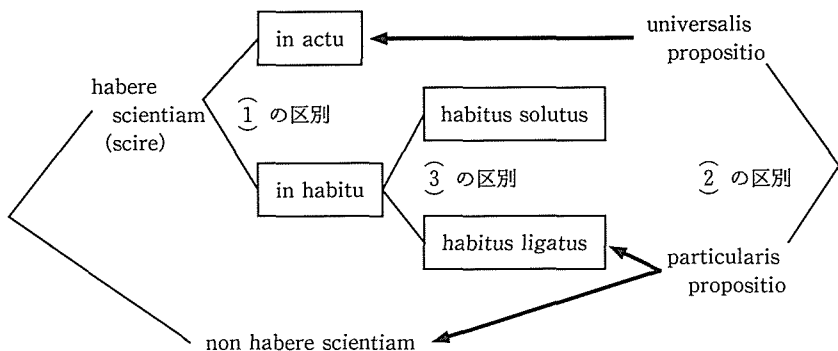 in actu
universalis
propositio
habere
scientiam
(scire)
(1) の区別
habitus solutus
in habitu
(3) の区別
(2) の区別
habitus ligatus
particularis
propositio
non habere scientiam